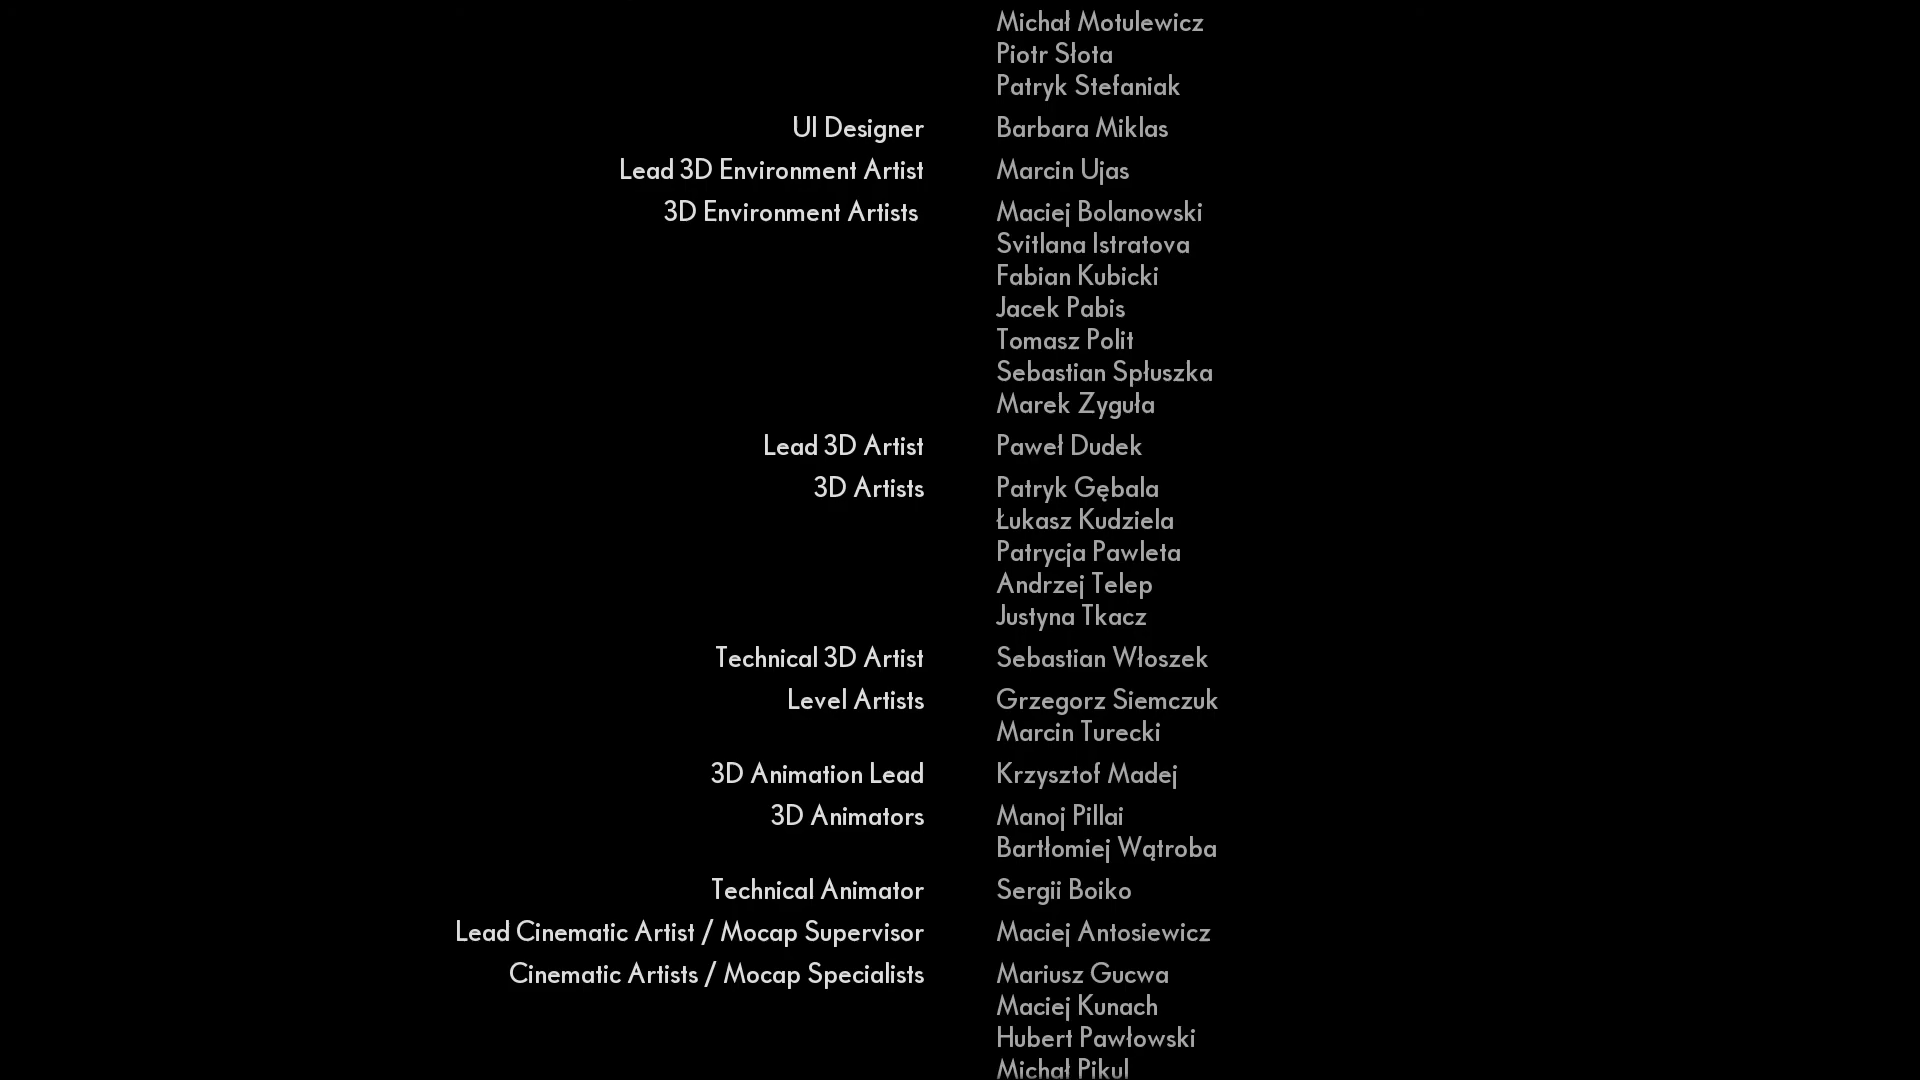 Michał Motulewicz
Piotr Słota
Patryk Stefaniak
UI Designer Barbara Miklas
Lead 3D Environment Artist Marcin Ujas
3D Environment Artists Maciej Bolanowski
Svitlana Istratova
Fabian Kubicki
Jacek Pabis
Tomasz Polit
Sebastian Spłuszka
Marek Zyguła
Lead 3D Artist Paweł Dudek
3D Artists Patryk Gębala
Łukasz Kudziela
Patrycja Pawleta
Andrzej Telep
Justyna Tkacz
Technical 3D Artist Sebastian Włoszek
Level Artists Grzegorz Siemczuk
Marcin Turecki
3D Animation Lead Krzysztof Madej
3D Animators Manoj Pillai
Bartłomiej Wątroba
Technical Animator Sergii Boiko
Lead Cinematic Artist / Mocap Supervisor Maciej Antosiewicz
Cinematic Artists / Mocap Specialists Mariusz Gucwa
Maciej Kunach
Hubert Pawłowski
Michał Pikul